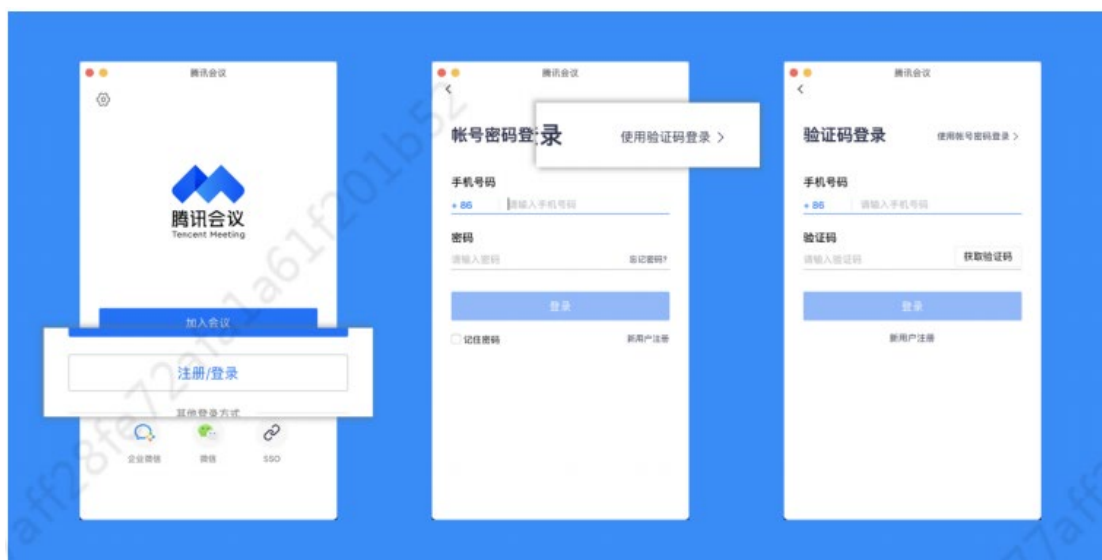 腾讯会议
腾讯会议
Tencent Meeting
加入会议
注册/登录
其他登录方式
企业微信
微信
SSO
腾讯会议
帐号密码登录
使用验证码登录 >
手机号码
+ 86
请输入手机号码
密码
请输入密码
忘记密码?
登录
记住密码
新用户注册
腾讯会议
验证码登录
使用帐号密码登录 >
手机号码
+ 86
请输入手机号码
验证码
请输入验证码
获取验证码
登录
新用户注册